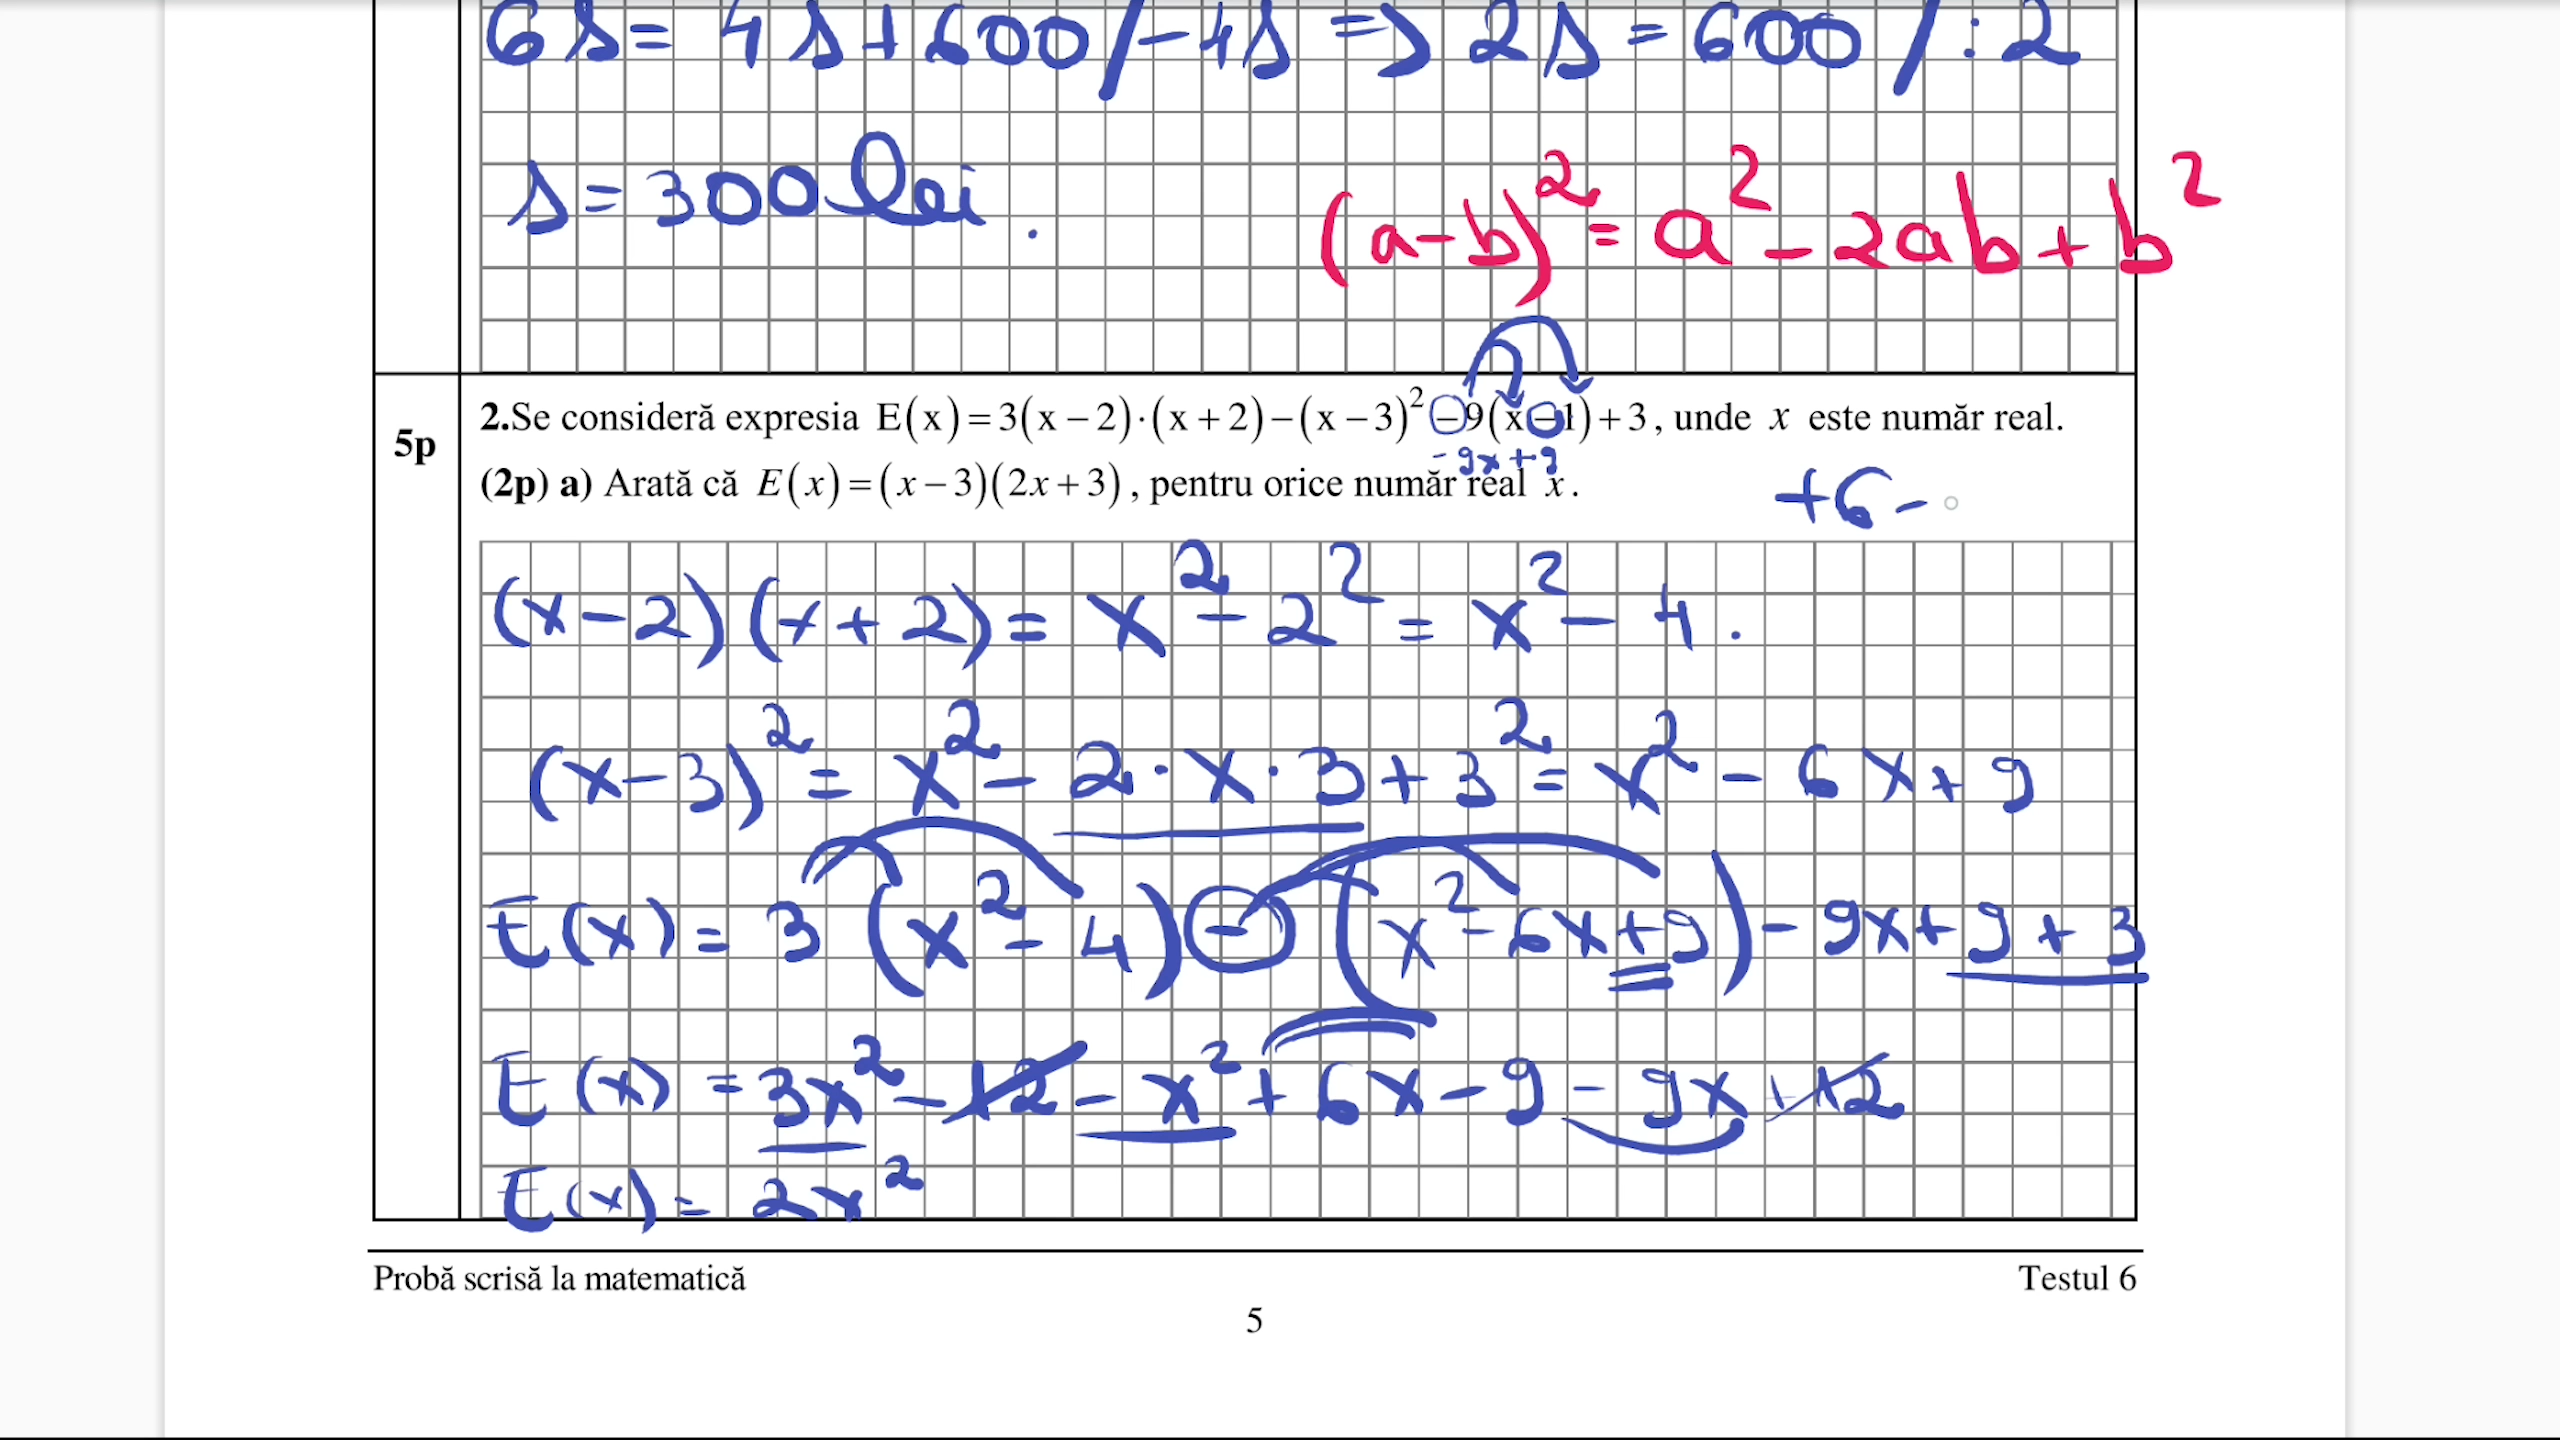 6s = 4s + 600 / -4s => 2s = 600 / : 2
s = 300 lei.
(a-b)² = a² - 2ab + b²
5p
2.Se consideră expresia E(x) = 3(x − 2)·(x + 2) − (x − 3)² − 9(x − 1) + 3, unde x este număr real.
- 9x + 9
(2p) a) Arată că E(x) = (x − 3)(2x + 3), pentru orice număr real x.
+6 -
(x-2)(x+2) = x² - 2² = x² - 4.
(x-3)² = x² - 2·x·3 + 3² = x² - 6x + 9
E(x) = 3(x² - 4) - (x² - 6x + 9) - 9x + 9 + 3
E(x) = 3x² - 12 - x² + 6x - 9 - 9x + 12
E(x) = 2x²
Probă scrisă la matematică
Testul 6
5